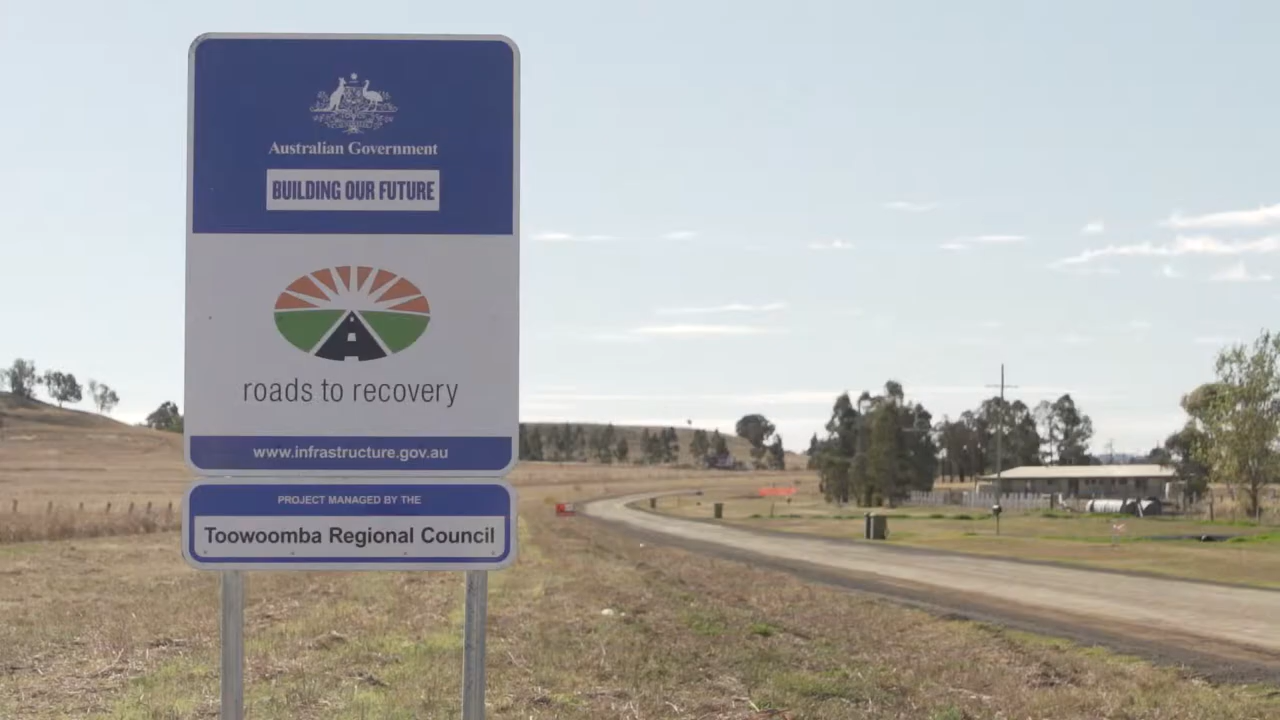 Australian Government
BUILDING OUR FUTURE
roads to recovery
www.infrastructure.gov.au
PROJECT MANAGED BY THE
Toowoomba Regional Council